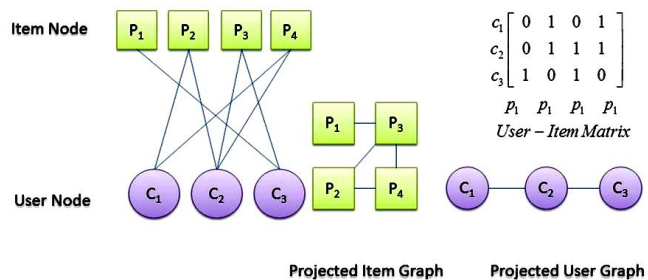 Item Node
P1 P2 P3 P4
c1 [ 0 1 0 1 ]
c2 [ 0 1 1 1 ]
c3 [ 1 0 1 0 ]
p1 p1 p1 p1
User – Item Matrix
P1 P3
P2 P4
User Node
C1 C2 C3
C1 C2 C3
Projected Item Graph
Projected User Graph